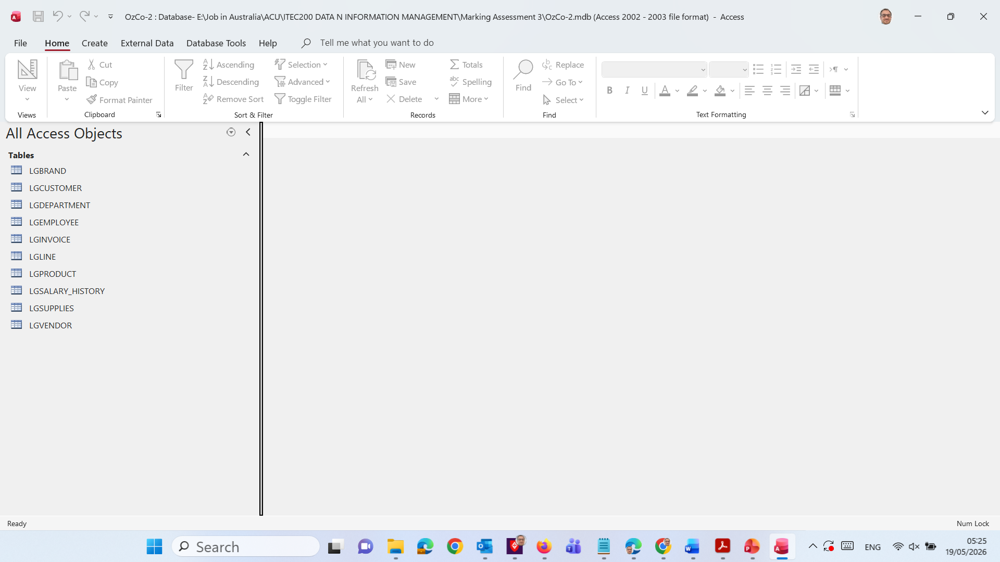 OzCo-2 : Database- E:\Job in Australia\ACU\ITEC200 DATA N INFORMATION MANAGEMENT\Marking Assessment 3\OzCo-2.mdb (Access 2002 - 2003 file format) - Access
File Home Create External Data Database Tools Help Tell me what you want to do
View
Views
Paste
Cut
Copy
Format Painter
Clipboard
Filter
Ascending
Descending
Remove Sort
Selection
Advanced
Toggle Filter
Sort & Filter
Refresh
All
New
Save
Delete
Totals
Spelling
More
Records
Find
Replace
Go To
Select
Find
B I U A
Text Formatting
All Access Objects
Tables
LGBRAND
LGCUSTOMER
LGDEPARTMENT
LGEMPLOYEE
LGINVOICE
LGLINE
LGPRODUCT
LGSALARY_HISTORY
LGSUPPLIES
LGVENDOR
Ready
Num Lock
Search
ENG
05:25
19/05/2026